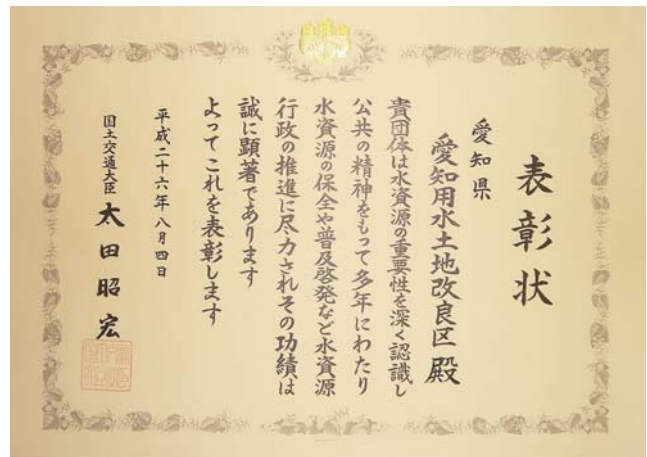 表彰状
愛知県
愛知用水土地改良区 殿
貴団体は水資源の重要性を深く認識し
公共の精神をもって多年にわたり
水資源の保全や普及啓発など水資源
行政の推進に尽力されその功績は
誠に顕著であります
よってこれを表彰します
平成二十六年八月四日
国土交通大臣 太田昭宏